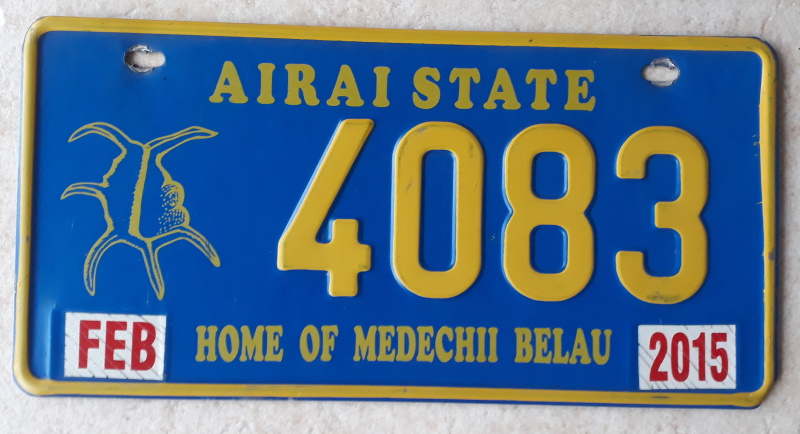 AIRAI STATE
4083
FEB HOME OF MEDECHII BELAU 2015